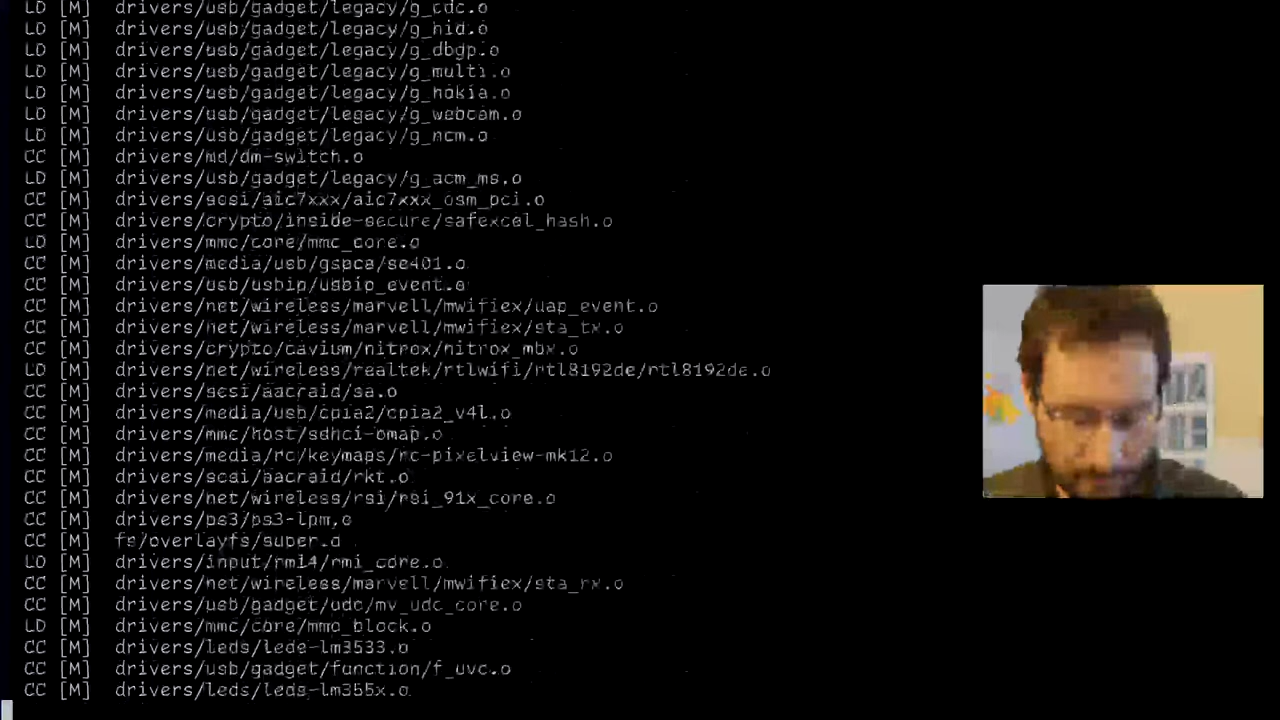 LD [M] drivers/usb/gadget/legacy/g_cdc.o
LD [M] drivers/usb/gadget/legacy/g_hid.o
LD [M] drivers/usb/gadget/legacy/g_dbgp.o
LD [M] drivers/usb/gadget/legacy/g_multi.o
LD [M] drivers/usb/gadget/legacy/g_nokia.o
LD [M] drivers/usb/gadget/legacy/g_webcam.o
LD [M] drivers/usb/gadget/legacy/g_ncm.o
CC [M] drivers/md/dm-switch.o
LD [M] drivers/usb/gadget/legacy/g_acm_ms.o
CC [M] drivers/scsi/aic7xxx/aic7xxx_osm_pci.o
CC [M] drivers/crypto/inside-secure/safexcel_hash.o
LD [M] drivers/mmc/core/mmc_core.o
CC [M] drivers/media/usb/gspca/se401.o
CC [M] drivers/usb/usbip/usbip_event.o
CC [M] drivers/net/wireless/marvell/mwifiex/uap_event.o
CC [M] drivers/net/wireless/marvell/mwifiex/sta_tx.o
CC [M] drivers/crypto/cavium/nitrox/nitrox_mbx.o
LD [M] drivers/net/wireless/realtek/rtlwifi/rtl8192de/rtl8192de.o
CC [M] drivers/scsi/aacraid/sa.o
CC [M] drivers/media/usb/cpia2/cpia2_v4l.o
CC [M] drivers/mmc/host/sdhci-omap.o
CC [M] drivers/media/rc/keymaps/rc-pixelview-mk12.o
CC [M] drivers/scsi/aacraid/rkt.o
CC [M] drivers/net/wireless/rsi/rsi_91x_core.o
CC [M] drivers/ps3/ps3-lpm.o
CC [M] fs/overlayfs/super.o
LD [M] drivers/input/rmi4/rmi_core.o
CC [M] drivers/net/wireless/marvell/mwifiex/sta_rx.o
CC [M] drivers/usb/gadget/udc/mv_udc_core.o
LD [M] drivers/mmc/core/mmc_block.o
CC [M] drivers/leds/leds-lm3533.o
CC [M] drivers/usb/gadget/function/f_uvc.o
CC [M] drivers/leds/leds-lm355x.o